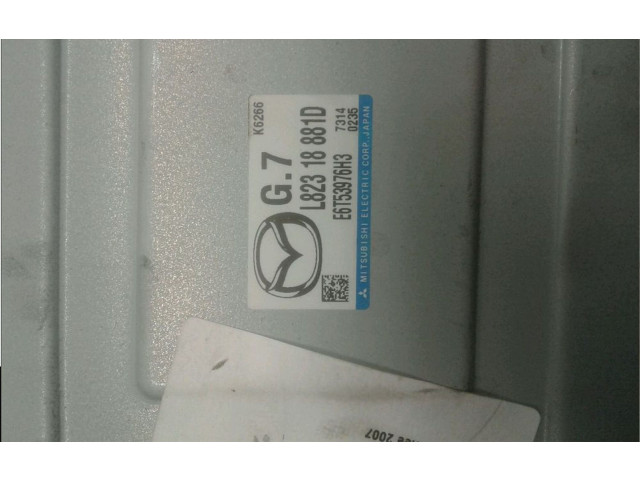 K6266
G.7
L823 18 881D
E6T53976H3
7314
0235
MITSUBISHI ELECTRIC CORP., JAPAN
2007